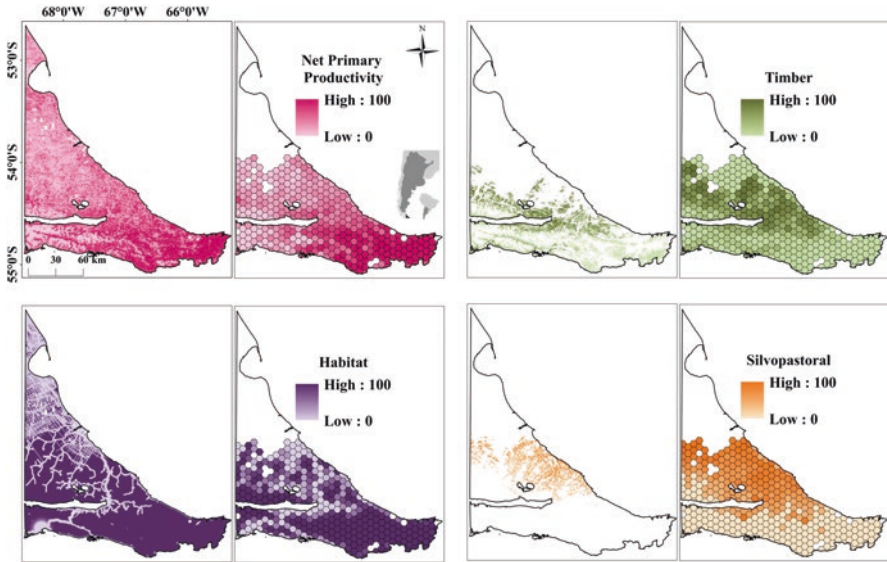 68°0'W 67°0'W 66°0'W
53°0'S
54°0'S
55°0'S
N
Net Primary
Productivity
High : 100
Low : 0
0 30 60 km
Timber
High : 100
Low : 0
Habitat
High : 100
Low : 0
Silvopastoral
High : 100
Low : 0